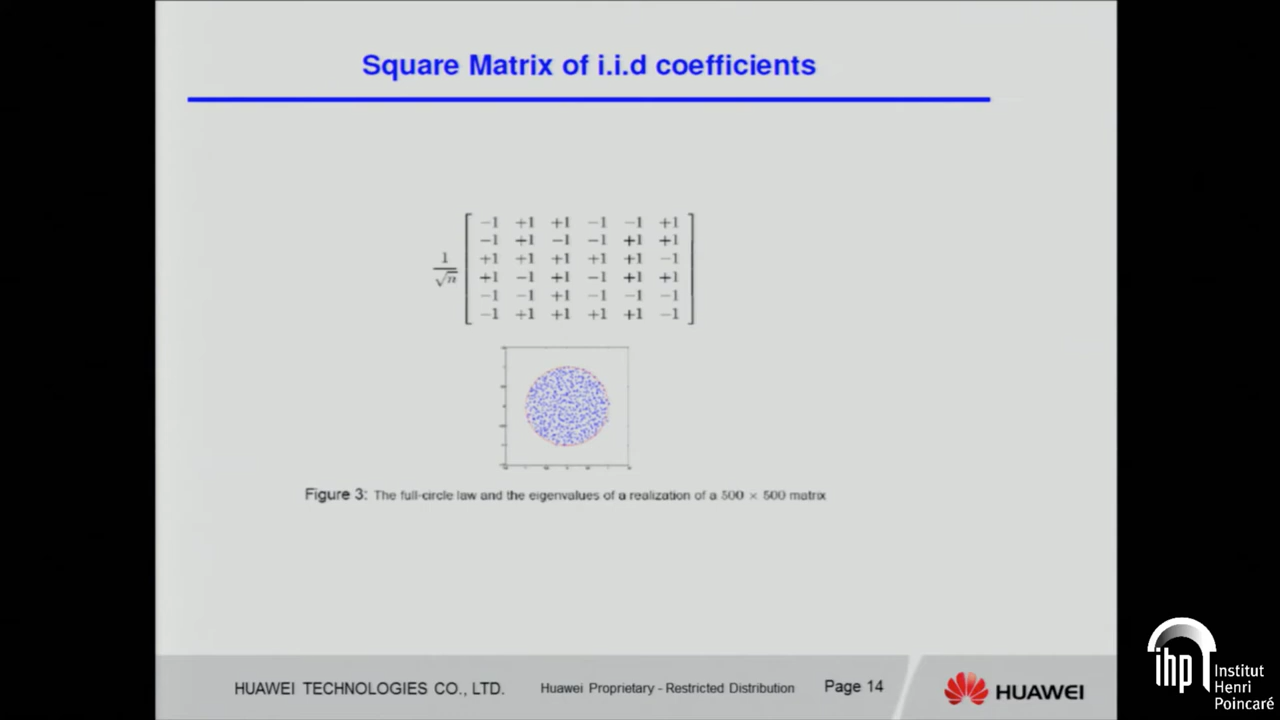 Square Matrix of i.i.d coefficients
1
√n
−1 +1 +1 −1 −1 +1
−1 +1 −1 −1 +1 +1
+1 +1 +1 +1 +1 −1
+1 −1 +1 −1 +1 +1
−1 −1 +1 −1 −1 −1
−1 +1 +1 +1 +1 −1
Figure 3: The full-circle law and the eigenvalues of a realization of a 500 × 500 matrix
HUAWEI TECHNOLOGIES CO., LTD.
Huawei Proprietary - Restricted Distribution
Page 14
HUAWEI
ihp
Institut
Henri
Poincaré